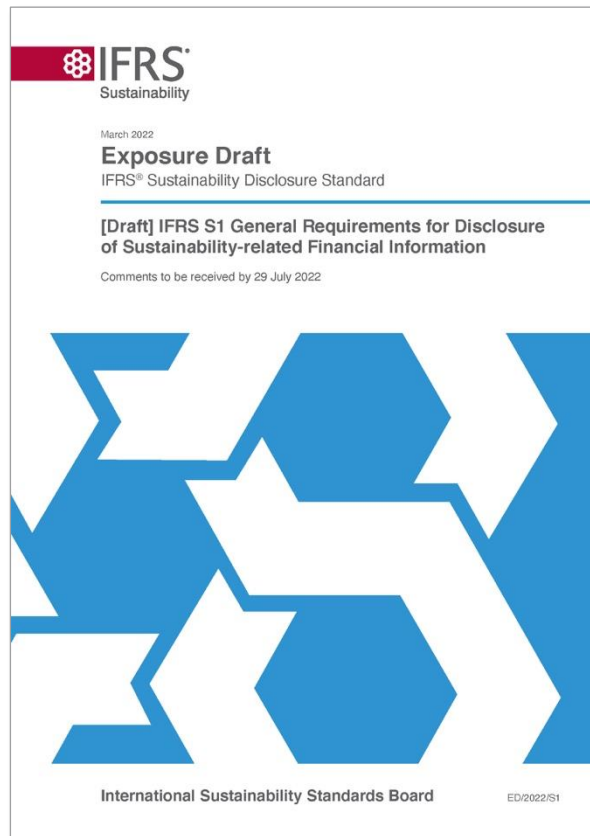 IFRS®
Sustainability
March 2022
Exposure Draft
IFRS® Sustainability Disclosure Standard
[Draft] IFRS S1 General Requirements for Disclosure
of Sustainability-related Financial Information
Comments to be received by 29 July 2022
International Sustainability Standards Board
ED/2022/S1